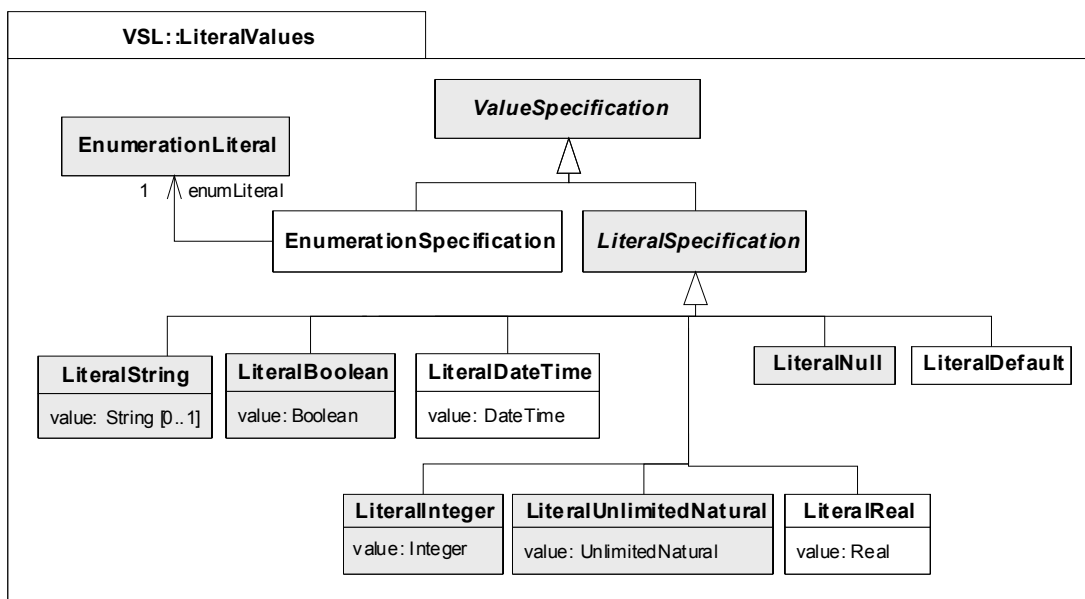 VSL::LiteralValues
ValueSpecification
EnumerationLiteral
1 enumLiteral
EnumerationSpecification
LiteralSpecification
LiteralString
value: String [0..1]
LiteralBoolean
value: Boolean
LiteralDateTime
value: DateTime
LiteralNull
LiteralDefault
LiteralInteger
value: Integer
LiteralUnlimitedNatural
value: UnlimitedNatural
LiteralReal
value: Real